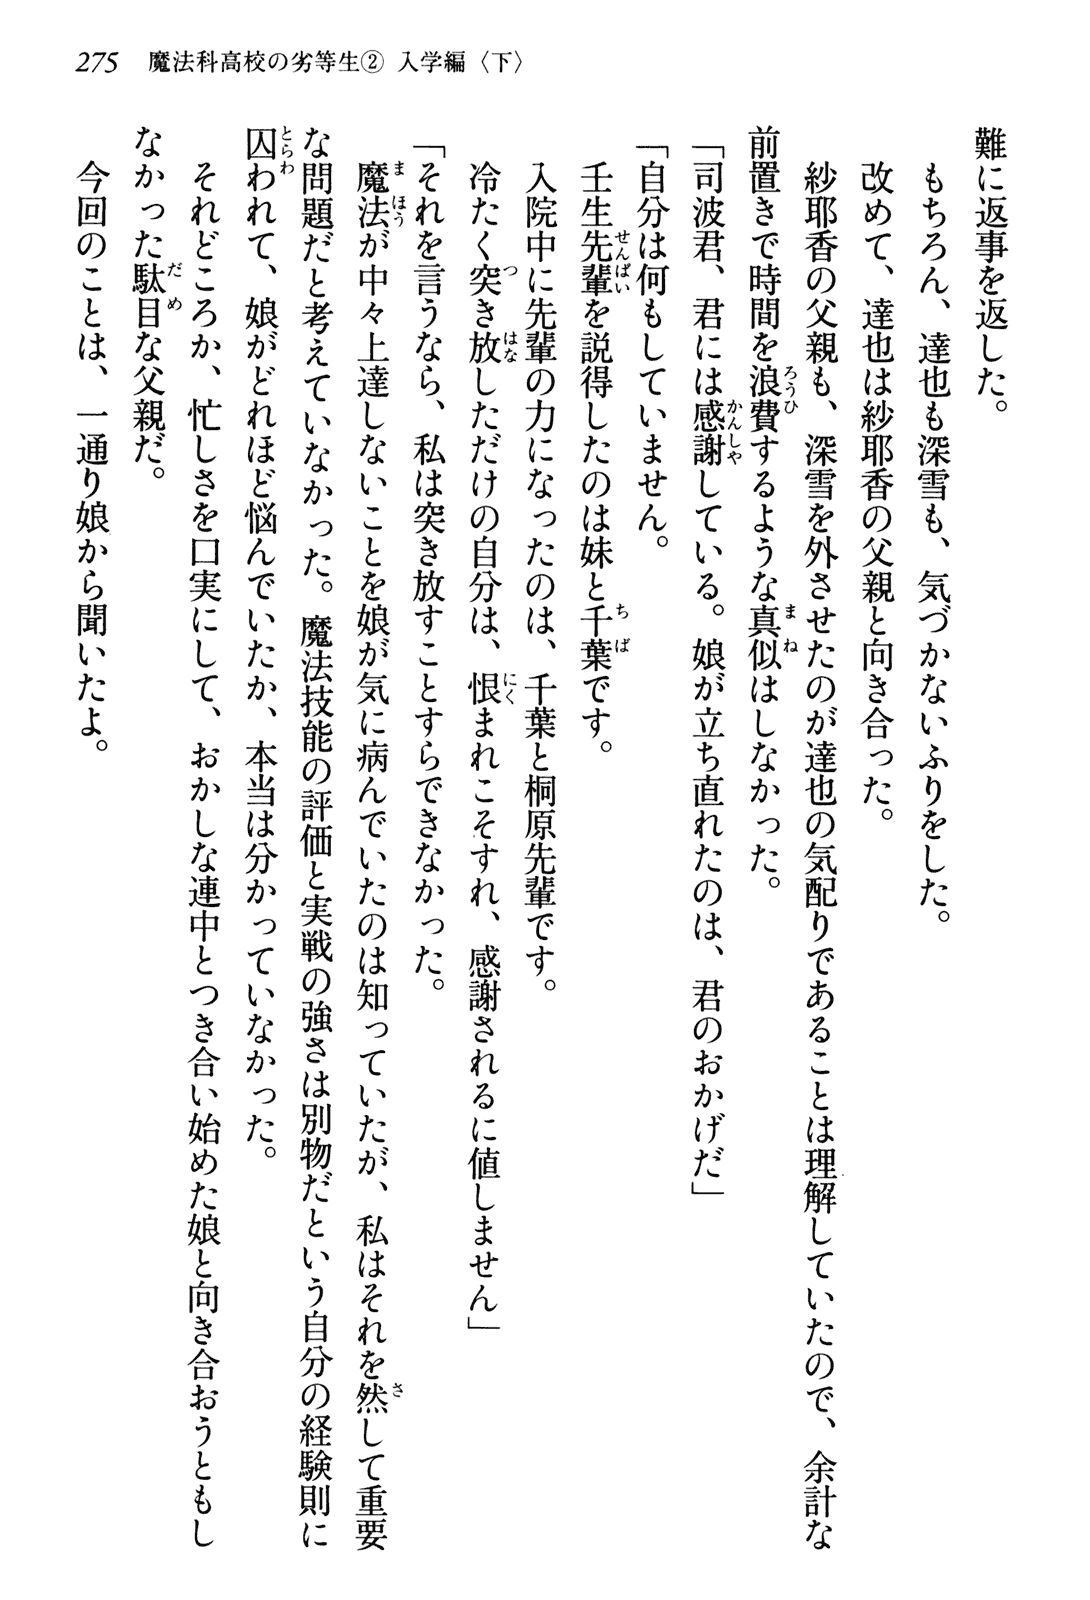 275 魔法科高校の劣等生② 入学編〈下〉
難に返事を返した。
もちろん、達也も深雪も、気づかないふりをした。
改めて、達也は紗耶香の父親と向き合った。
紗耶香の父親も、深雪を外させたのが達也の気配りであることは理解していたので、余計な
前置きで時間を浪費するような真似はしなかった。
「司波君、君には感謝している。娘が立ち直れたのは、君のおかげだ」
「自分は何もしていません。
壬生先輩を説得したのは妹と千葉です。
入院中に先輩の力になったのは、千葉と桐原先輩です。
冷たく突き放しただけの自分は、恨まれこそすれ、感謝されるに値しません」
「それを言うなら、私は突き放すことすらできなかった。
魔法が中々上達しないことを娘が気に病んでいたのは知っていたが、私はそれを然して重要
な問題だと考えていなかった。魔法技能の評価と実戦の強さは別物だという自分の経験則に
囚われて、娘がどれほど悩んでいたか、本当は分かっていなかった。
それどころか、忙しさを口実にして、おかしな連中とつき合い始めた娘と向き合おうともし
なかった駄目な父親だ。
今回のことは、一通り娘から聞いたよ。